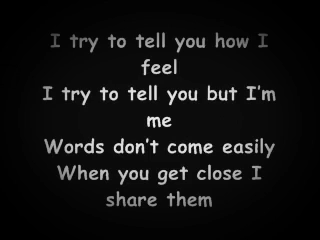 I try to tell you how I
feel
I try to tell you but I'm
me
Words don't come easily
When you get close I
share them